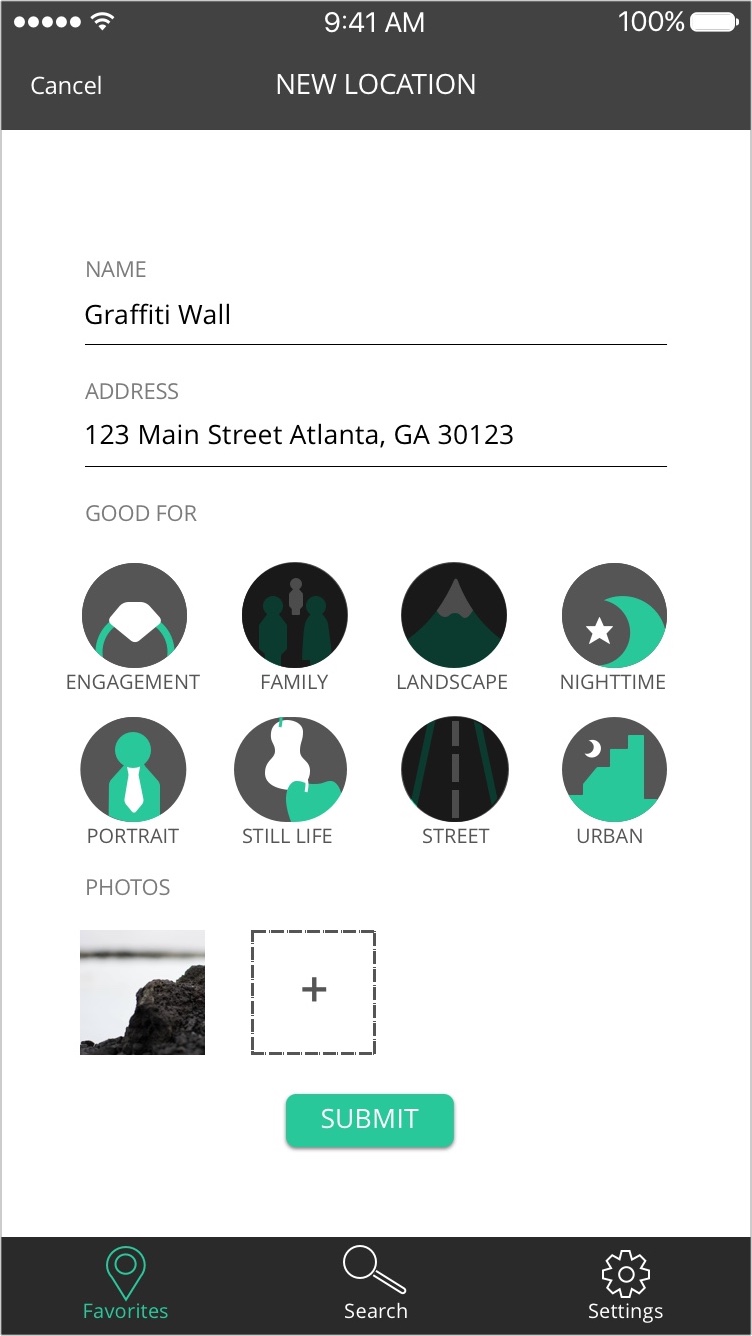 9:41 AM 100%
Cancel NEW LOCATION
NAME
Graffiti Wall
ADDRESS
123 Main Street Atlanta, GA 30123
GOOD FOR
ENGAGEMENT FAMILY LANDSCAPE NIGHTTIME
PORTRAIT STILL LIFE STREET URBAN
PHOTOS
+
SUBMIT
Favorites Search Settings